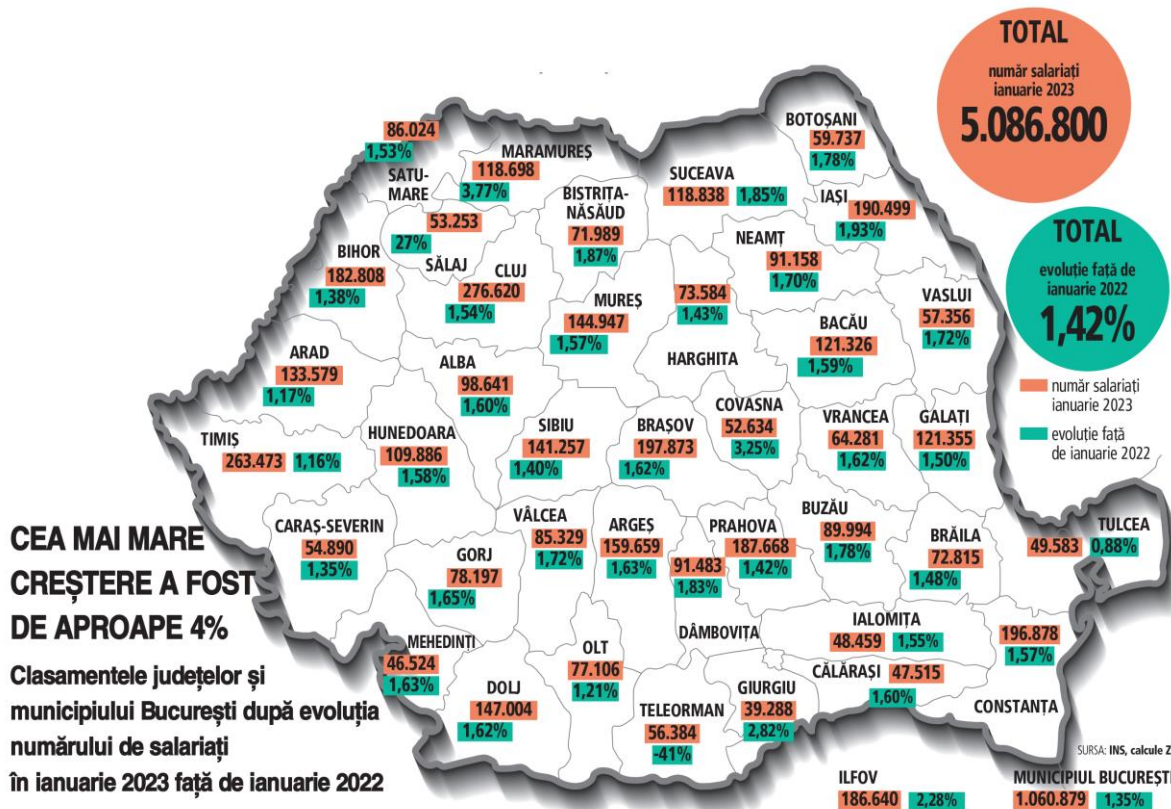 TOTAL
număr salariați
ianuarie 2023
5.086.800
TOTAL
evoluție față de
ianuarie 2022
1,42%
număr salariați
ianuarie 2023
evoluție față
de ianuarie 2022
86.024
1,53%
SATU-
MARE
MARAMUREȘ
118.698
3,77%
BISTRIȚA-
NĂSĂUD
71.989
1,87%
SUCEAVA
118.838 1,85%
BOTOȘANI
59.737
1,78%
IAȘI
190.499
1,93%
53.253
27%
SĂLAJ
BIHOR
182.808
1,38%
CLUJ
276.620
1,54%
MUREȘ
144.947
1,57%
73.584
1,43%
HARGHITA
NEAMȚ
91.158
1,70%
BACĂU
121.326
1,59%
VASLUI
57.356
1,72%
ARAD
133.579
1,17%
ALBA
98.641
1,60%
TIMIȘ
263.473 1,16%
HUNEDOARA
109.886
1,58%
SIBIU
141.257
1,40%
BRAȘOV
197.873
1,62%
COVASNA
52.634
3,25%
VRANCEA
64.281
1,62%
GALAȚI
121.355
1,50%
CARAȘ-SEVERIN
54.890
1,35%
GORJ
78.197
1,65%
VÂLCEA
85.329
1,72%
ARGEȘ
159.659
1,63%
91.483
1,83%
DÂMBOVIȚA
PRAHOVA
187.668
1,42%
BUZĂU
89.994
1,78%
BRĂILA
72.815
1,48%
TULCEA
49.583 0,88%
MEHEDINȚI
46.524
1,63%
DOLJ
147.004
1,62%
OLT
77.106
1,21%
TELEORMAN
56.384
-41%
GIURGIU
39.288
2,82%
IALOMIȚA
48.459 1,55%
CĂLĂRAȘI 47.515
1,60%
196.878
1,57%
CONSTANȚA
CEA MAI MARE
CREȘTERE A FOST
DE APROAPE 4%
Clasamentele județelor și
municipiului București după evoluția
numărului de salariați
în ianuarie 2023 față de ianuarie 2022
SURSA: INS, calcule Z
ILFOV
186.640 2,28%
MUNICIPIUL BUCUREȘTI
1.060.879 1,35%